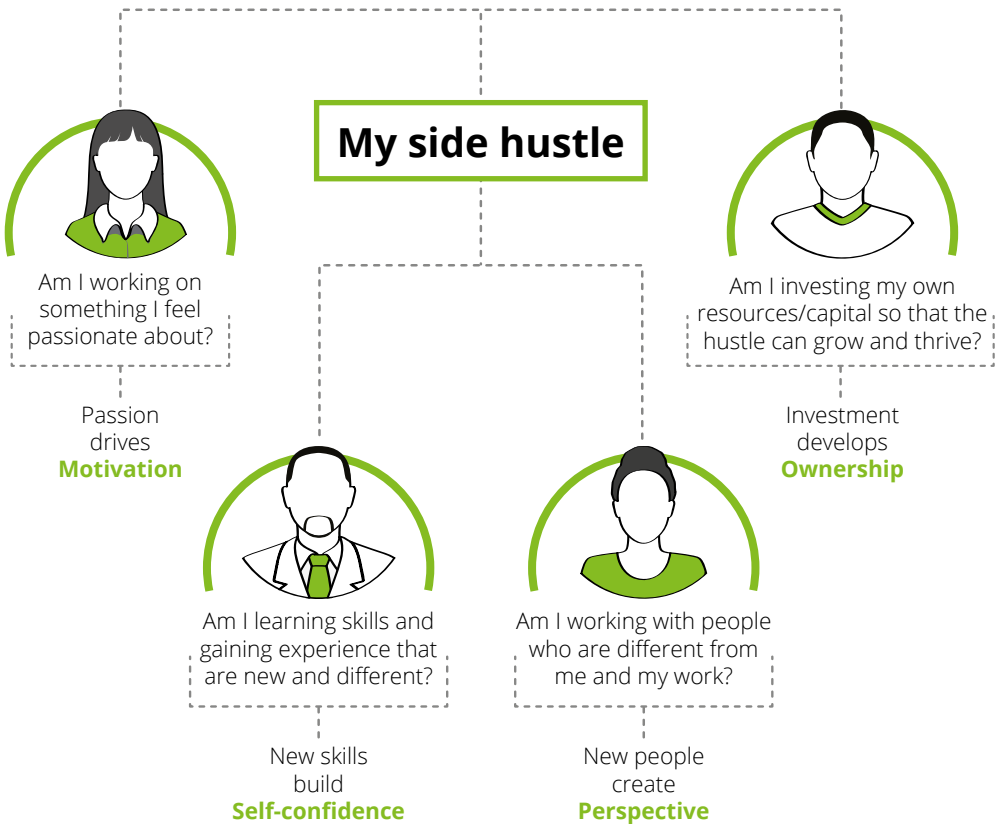 My side hustle
Am I working on
something I feel
passionate about?
Passion
drives
Motivation
Am I investing my own
resources/capital so that the
hustle can grow and thrive?
Investment
develops
Ownership
Am I learning skills and
gaining experience that
are new and different?
New skills
build
Self-confidence
Am I working with people
who are different from
me and my work?
New people
create
Perspective